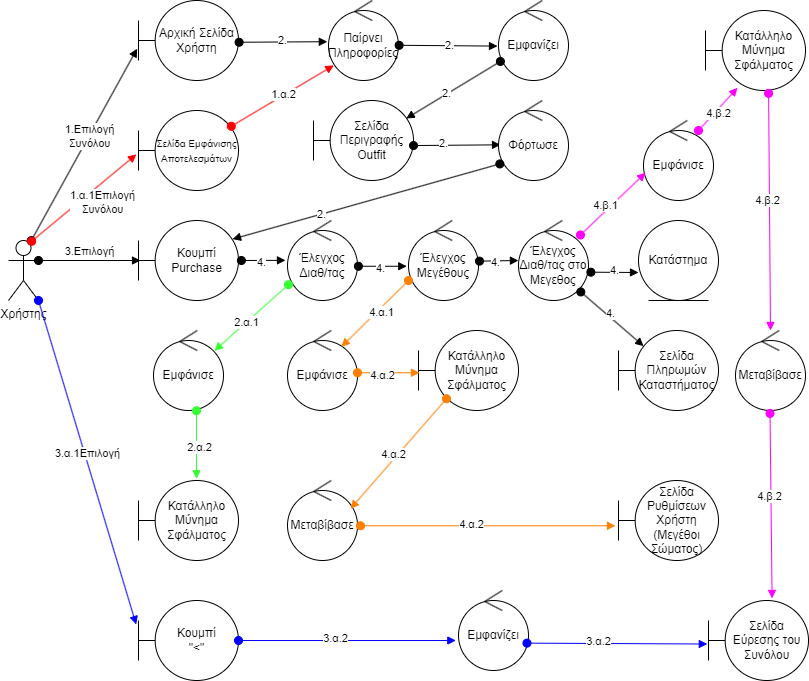 Αρχική Σελίδα
Χρήστη
2.
Παίρνει
Πληροφορίες
2.
Εμφανίζει
Κατάλληλο
Μύνημα
Σφάλματος
1.α.2
2.
4.β.2
1.Επιλογή
Συνόλου
Σελίδα Εμφάνισης
Αποτελεσμάτων
Σελίδα
Περιγραφής
Outfit
2.
Φόρτωσε
Εμφάνισε
1.α.1Επιλογή
Συνόλου
2.
4.β.1
4.β.2
3.Επιλογή
Κουμπί
Purchase
4.
Έλεγχος
Διαθ/τας
4.
Έλεγχος
Μεγέθους
4.
Έλεγχος
Διαθ/τας στο
Μεγεθος
4.
Κατάστημα
Χρήστης
2.α.1
4.α.1
4.
Εμφάνισε
Εμφάνισε
4.α.2
Κατάλληλο
Μύνημα
Σφάλματος
Σελίδα
Πληρωμών
Καταστήματος
Μεταβίβασε
3.α.1Επιλογή
2.α.2
4.α.2
Κατάλληλο
Μύνημα
Σφάλματος
Μεταβίβασε
4.α.2
Σελίδα
Ρυθμίσεων
Χρήστη
(Μεγέθοι
Σώματος)
4.β.2
Κουμπί
"<"
3.α.2
Εμφανίζει
3.α.2
Σελίδα
Εύρεσης του
Συνόλου